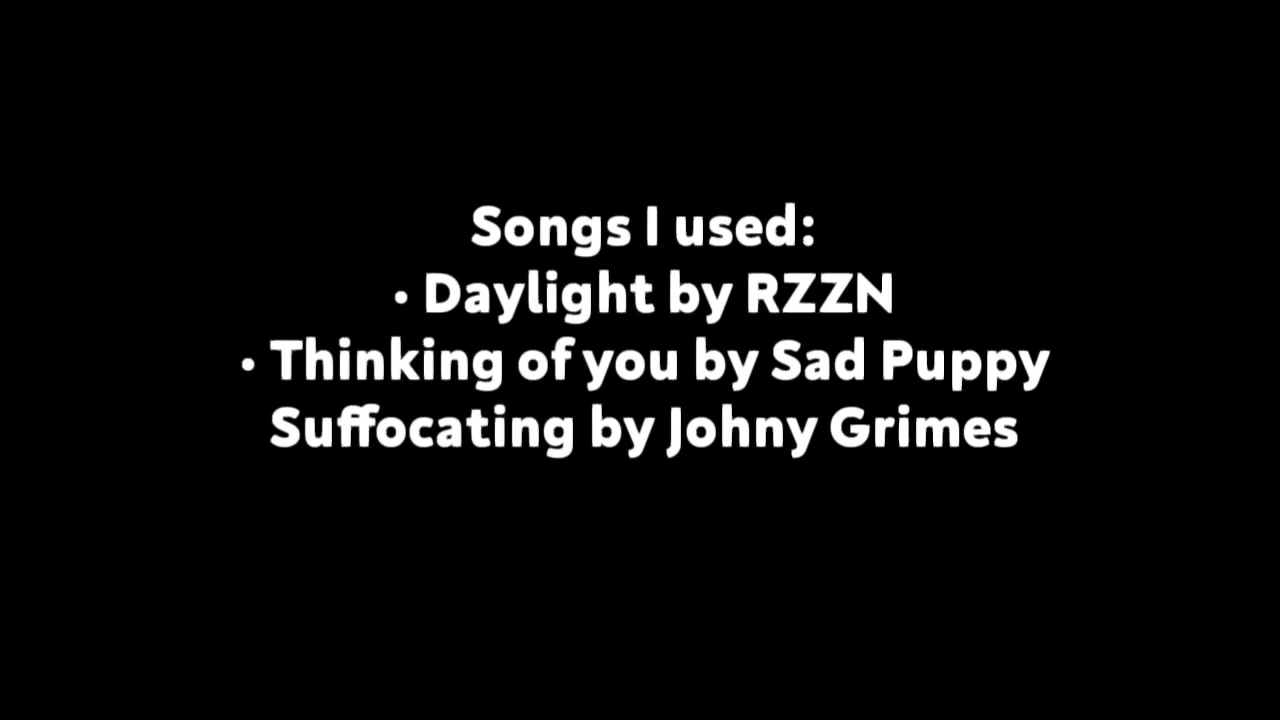 Songs I used:
• Daylight by RZZN
• Thinking of you by Sad Puppy
Suffocating by Johny Grimes